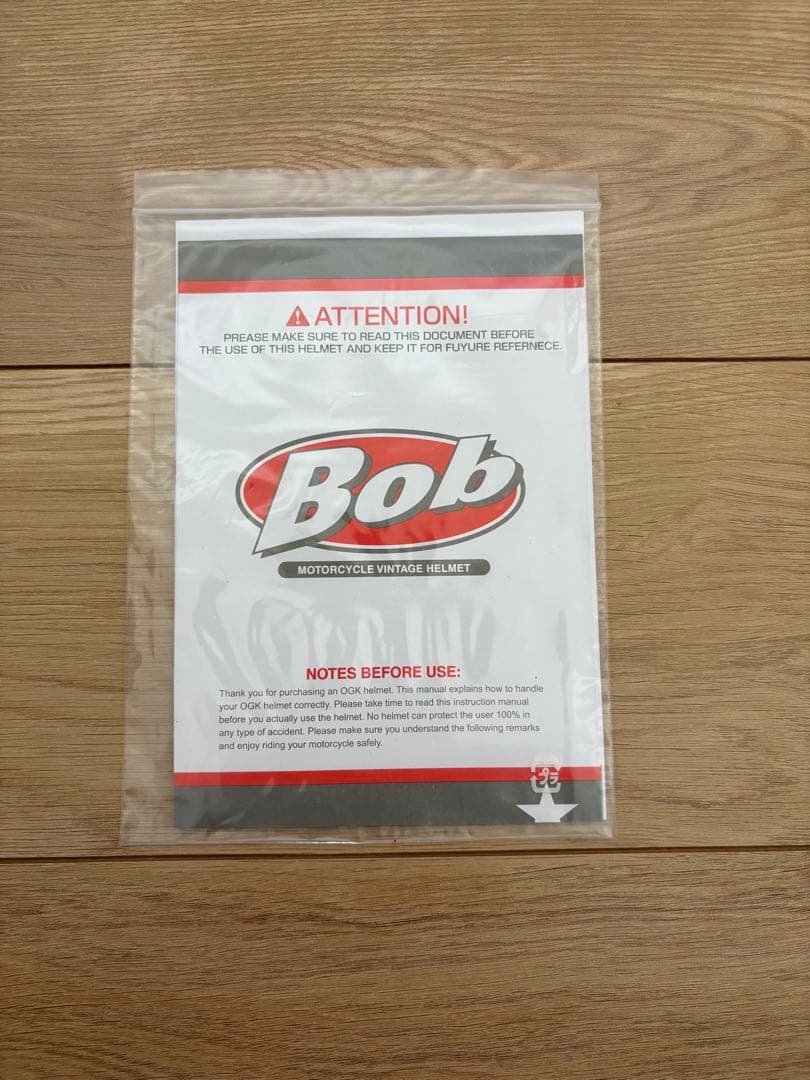 ATTENTION!
PREASE MAKE SURE TO READ THIS DOCUMENT BEFORE
THE USE OF THIS HELMET AND KEEP IT FOR FUYURE REFERNECE.
Bob
MOTORCYCLE VINTAGE HELMET
NOTES BEFORE USE:
Thank you for purchasing an OGK helmet. This manual explains how to handle
your OGK helmet correctly. Please take time to read this instruction manual
before you actually use the helmet. No helmet can protect the user 100% in
any type of accident. Please make sure you understand the following remarks
and enjoy riding your motorcycle safely.
プラ